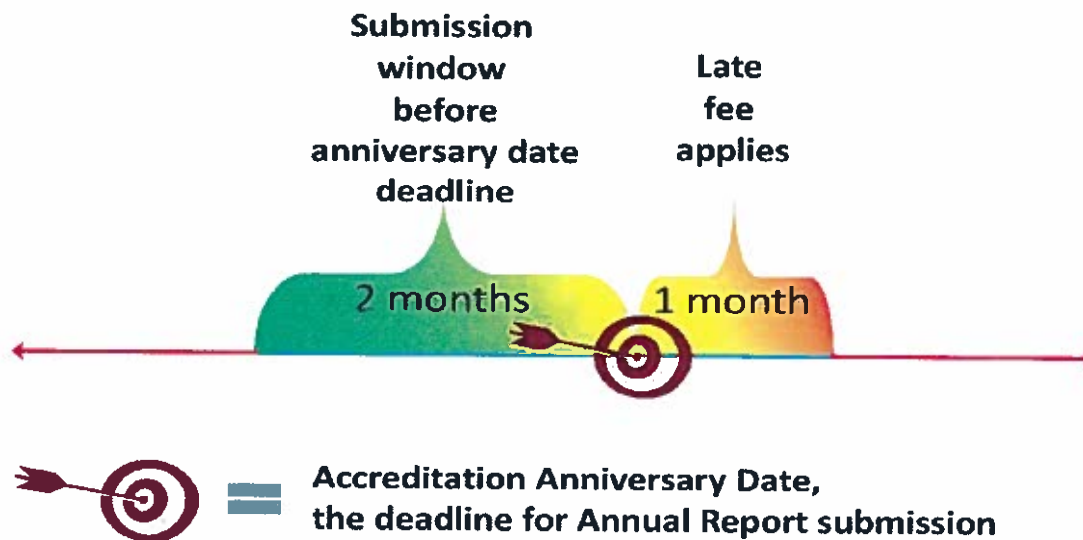 Submission
window
before
anniversary date
deadline
Late
fee
applies
2 months
1 month
Accreditation Anniversary Date,
the deadline for Annual Report submission